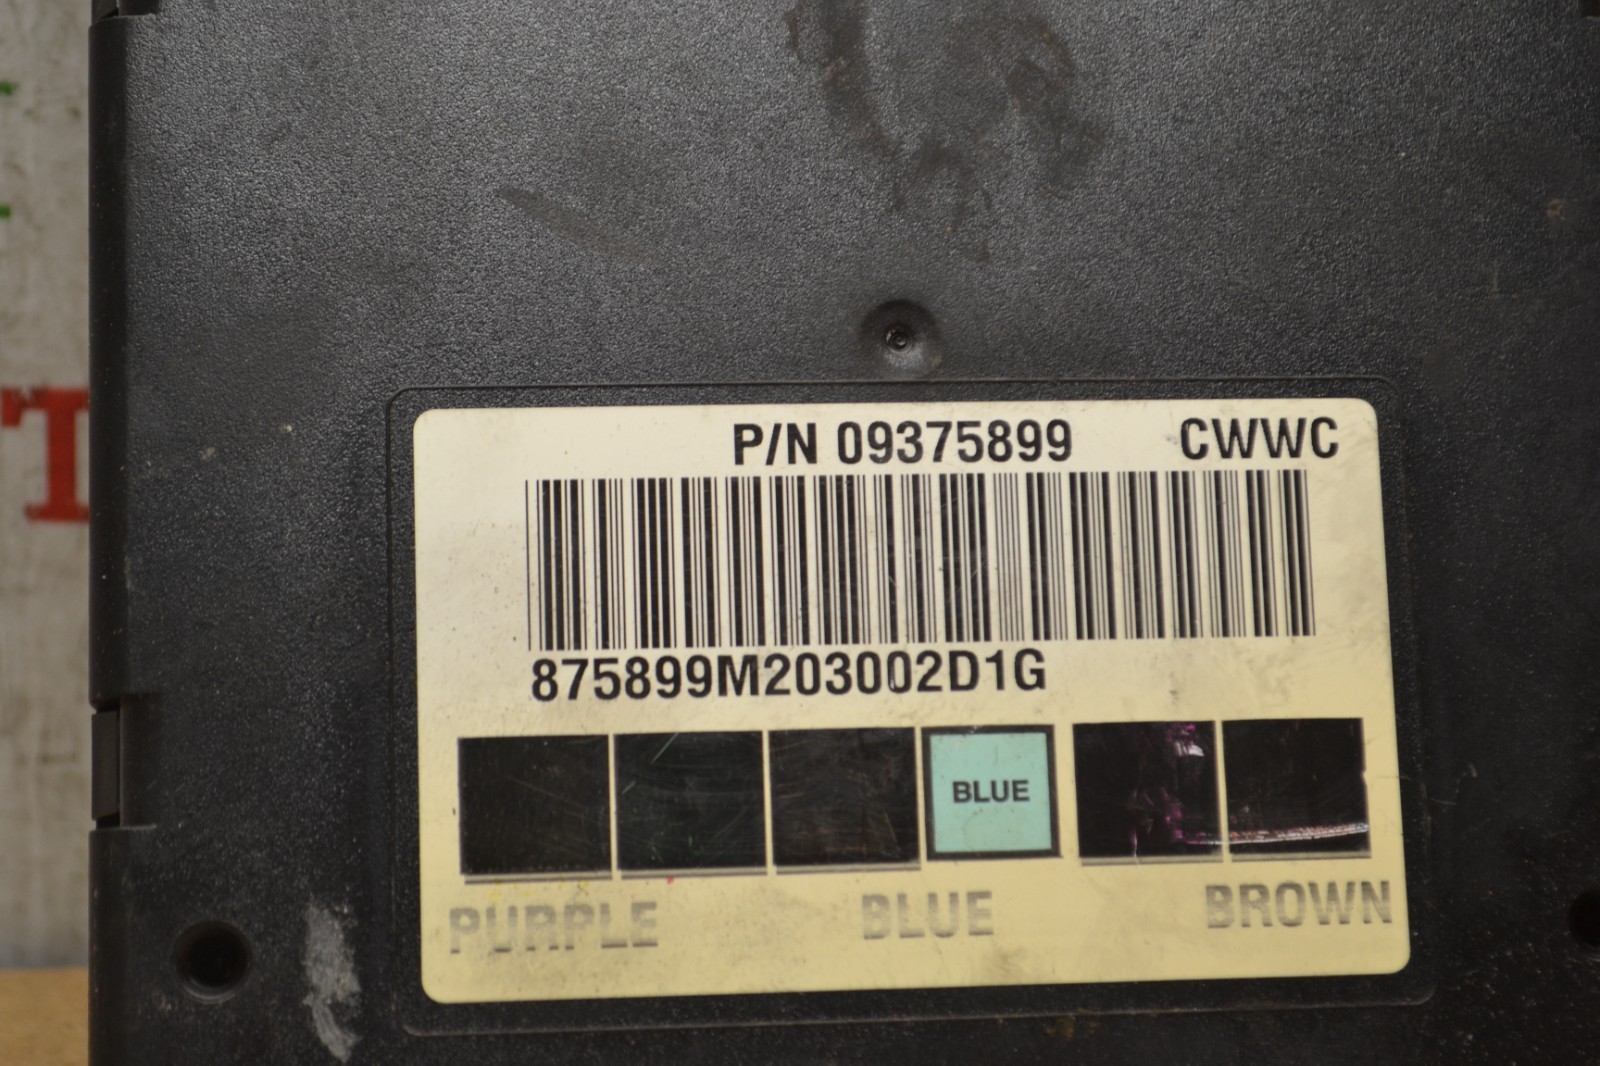 P/N 09375899 CWWC
875899M203002D1G
BLUE
PURPLE BLUE BROWN
T